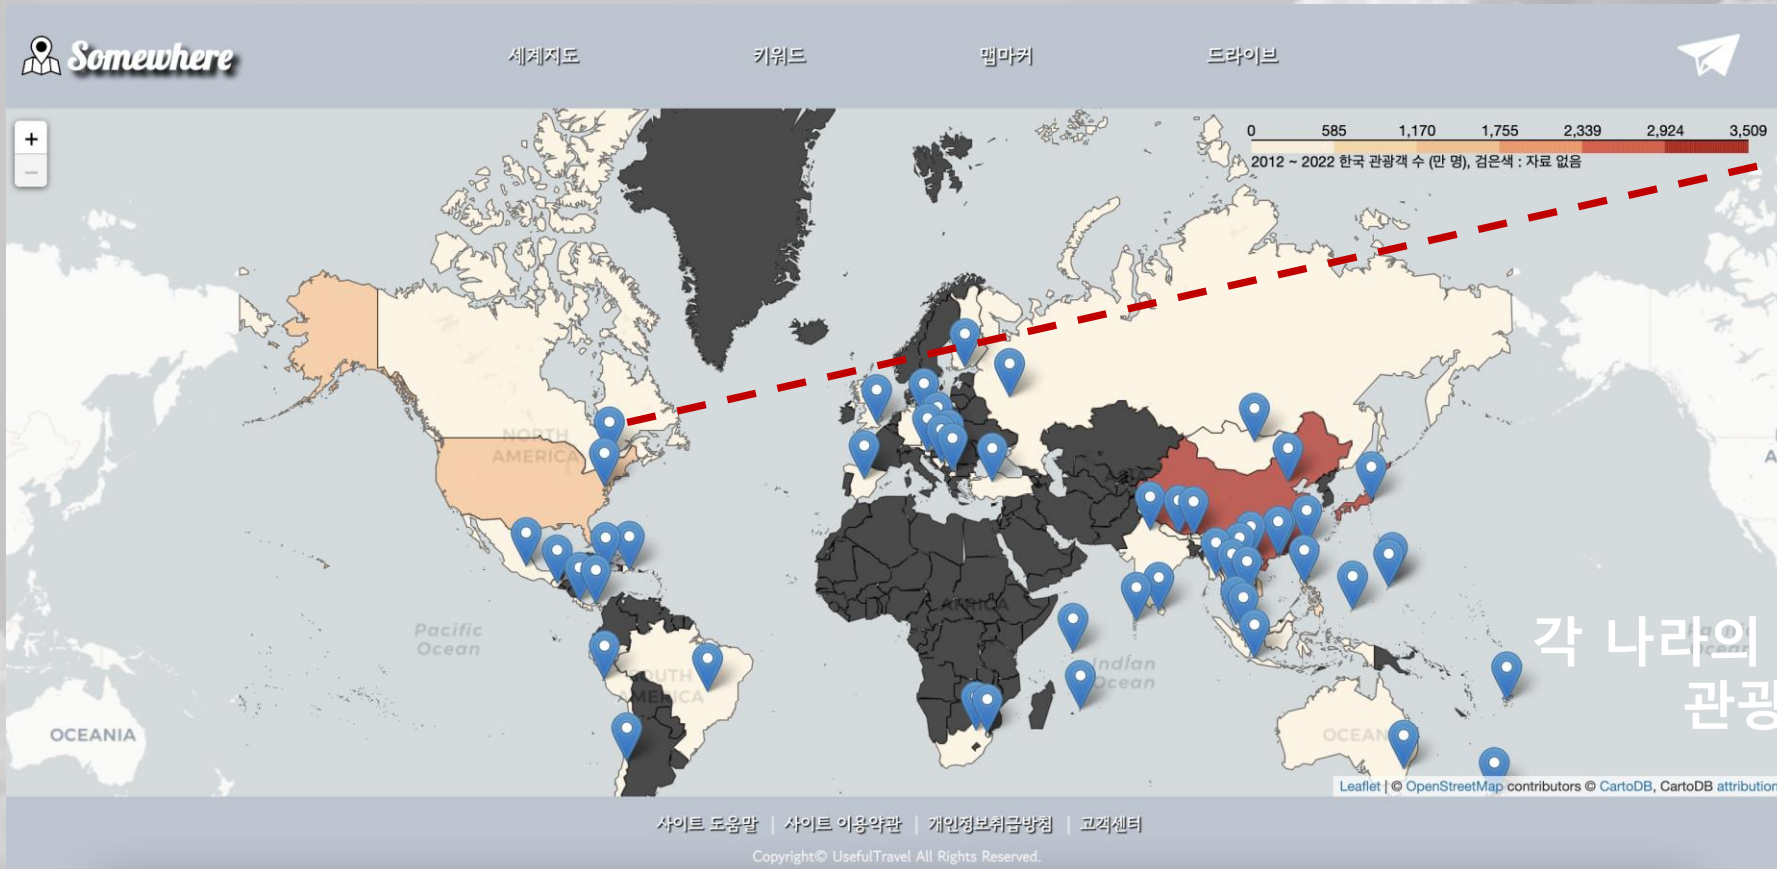 Somewhere
세계지도 키워드 맵마커 드라이브
+
−
0 585 1,170 1,755 2,339 2,924 3,509
2012 ~ 2022 한국 관광객 수 (만 명), 검은색 : 자료 없음
NORTH
AMERICA
AFRICA
Pacific
Ocean
각 나라의
Indian
Ocean
SOUTH
AMERICA
관광
OCEANIA
OCEAN
Leaflet | © OpenStreetMap contributors © CartoDB, CartoDB attribution
사이트 도움말 | 사이트 이용약관 | 개인정보취급방침 | 고객센터
Copyright© UsefulTravel All Rights Reserved.